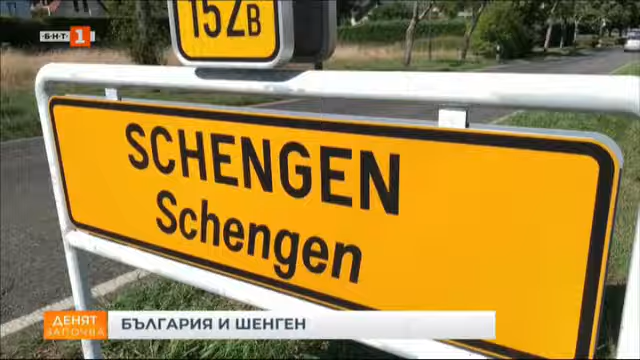 БНТ 1
152B
SCHENGEN
Schengen
ДЕНЯТ
ЗАПОЧВА
БЪЛГАРИЯ И ШЕНГЕН